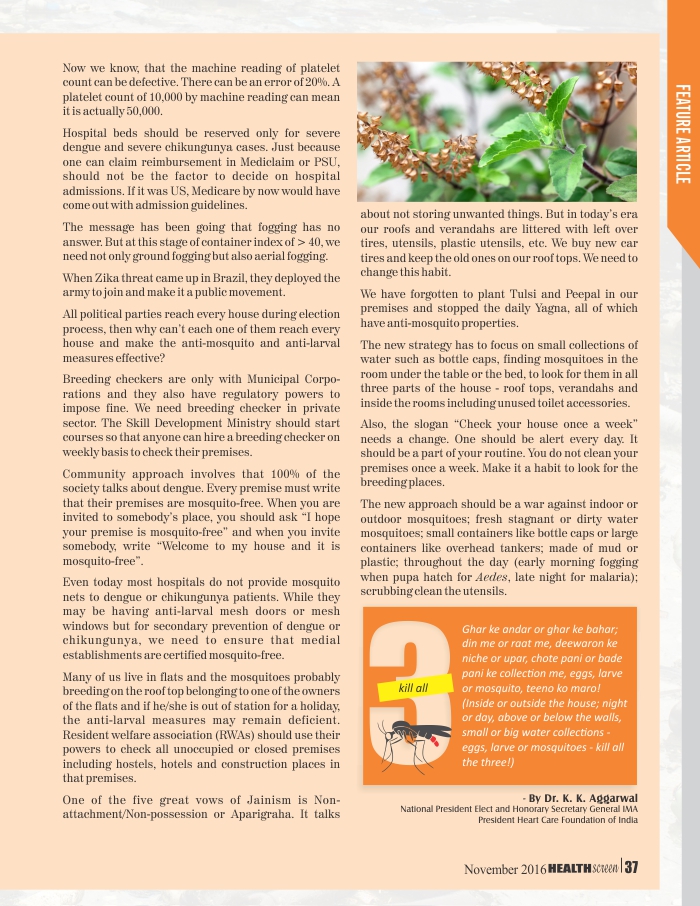 Now we know, that the machine reading of platelet
count can be defective. There can be an error of 20%. A
platelet count of 10,000 by machine reading can mean
it is actually 50,000.
Hospital beds should be reserved only for severe
dengue and severe chikungunya cases. Just because
one can claim reimbursement in Mediclaim or PSU,
should not be the factor to decide on hospital
admissions. If it was US, Medicare by now would have
come out with admission guidelines.
The message has been going that fogging has no
answer. But at this stage of container index of > 40, we
need not only ground fogging but also aerial fogging.
When Zika threat came up in Brazil, they deployed the
army to join and make it a public movement.
All political parties reach every house during election
process, then why can't each one of them reach every
house and make the anti-mosquito and anti-larval
measures effective?
Breeding checkers are only with Municipal Corpo-
rations and they also have regulatory powers to
impose fine. We need breeding checker in private
sector. The Skill Development Ministry should start
courses so that anyone can hire a breeding checker on
weekly basis to check their premises.
Community approach involves that 100% of the
society talks about dengue. Every premise must write
that their premises are mosquito-free. When you are
invited to somebody's place, you should ask "I hope
your premise is mosquito-free" and when you invite
somebody, write "Welcome to my house and it is
mosquito-free".
Even today most hospitals do not provide mosquito
nets to dengue or chikungunya patients. While they
may be having anti-larval mesh doors or mesh
windows but for secondary prevention of dengue or
chikungunya, we need to ensure that medial
establishments are certified mosquito-free.
Many of us live in flats and the mosquitoes probably
breeding on the roof top belonging to one of the owners
of the flats and if he/she is out of station for a holiday,
the anti-larval measures may remain deficient.
Resident welfare association (RWAs) should use their
powers to check all unoccupied or closed premises
including hostels, hotels and construction places in
that premises.
One of the five great vows of Jainism is Non-
attachment/Non-possession or Aparigraha. It talks
about not storing unwanted things. But in today's era
our roofs and verandahs are littered with left over
tires, utensils, plastic utensils, etc. We buy new car
tires and keep the old ones on our roof tops. We need to
change this habit.
We have forgotten to plant Tulsi and Peepal in our
premises and stopped the daily Yagna, all of which
have anti-mosquito properties.
The new strategy has to focus on small collections of
water such as bottle caps, finding mosquitoes in the
room under the table or the bed, to look for them in all
three parts of the house - roof tops, verandahs and
inside the rooms including unused toilet accessories.
Also, the slogan "Check your house once a week"
needs a change. One should be alert every day. It
should be a part of your routine. You do not clean your
premises once a week. Make it a habit to look for the
breeding places.
The new approach should be a war against indoor or
outdoor mosquitoes; fresh stagnant or dirty water
mosquitoes; small containers like bottle caps or large
containers like overhead tankers; made of mud or
plastic; throughout the day (early morning fogging
when pupa hatch for Aedes, late night for malaria);
scrubbing clean the utensils.
3
kill all
Ghar ke andar or ghar ke bahar;
din me or raat me, deewaron ke
niche or upar, chote pani or bade
pani ke collection me, eggs, larve
or mosquito, teeno ko maro!
(Inside or outside the house; night
or day, above or below the walls,
small or big water collections -
eggs, larve or mosquitoes - kill all
the three!)
- By Dr. K. K. Aggarwal
National President Elect and Honorary Secretary General IMA
President Heart Care Foundation of India
FEATURE ARTICLE
November 2016 HEALTH screen 37